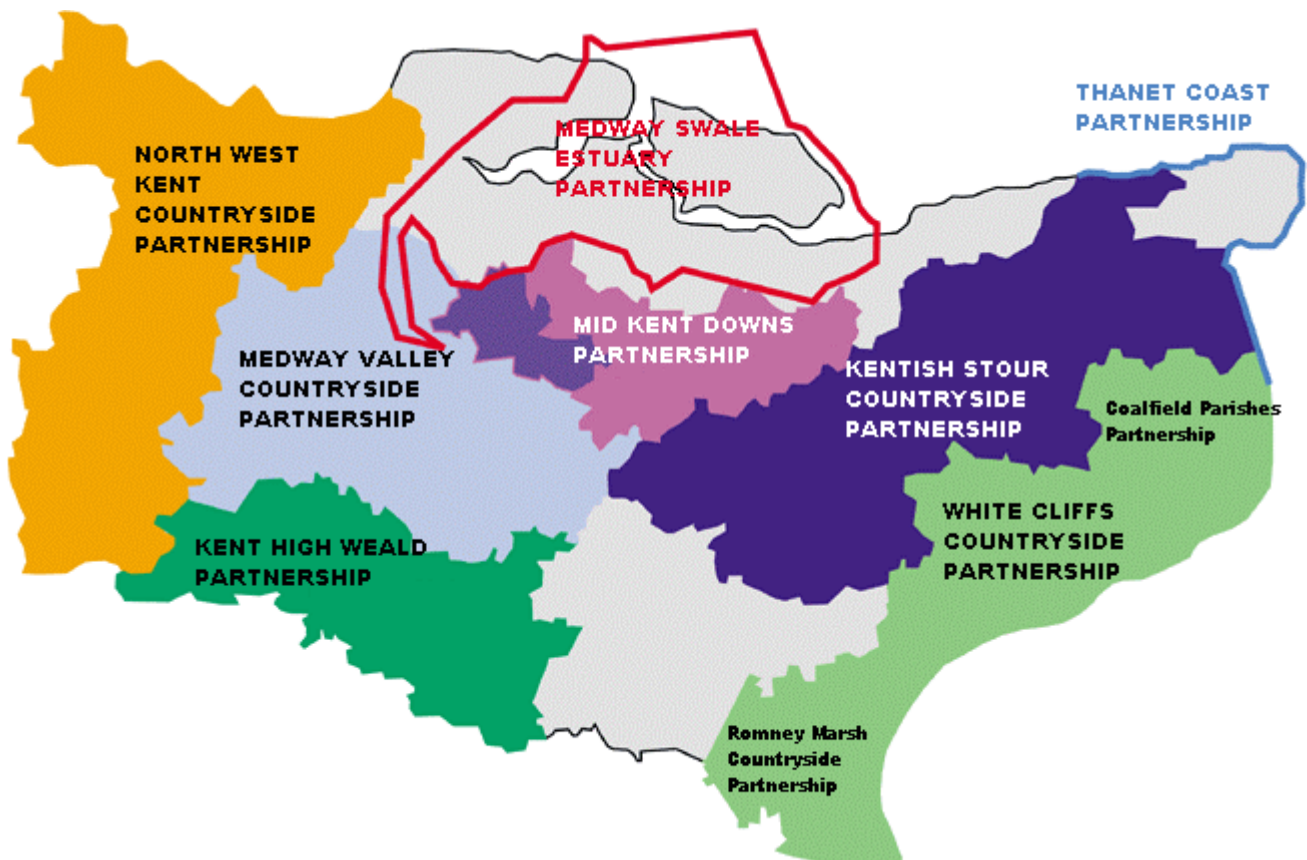 THANET COAST
PARTNERSHIP
MEDWAY SWALE
ESTUARY
PARTNERSHIP
NORTH WEST
KENT
COUNTRYSIDE
PARTNERSHIP
MID KENT DOWNS
PARTNERSHIP
MEDWAY VALLEY
COUNTRYSIDE
PARTNERSHIP
KENTISH STOUR
COUNTRYSIDE
PARTNERSHIP
Coalfield Parishes
Partnership
WHITE CLIFFS
COUNTRYSIDE
PARTNERSHIP
KENT HIGH WEALD
PARTNERSHIP
Romney Marsh
Countryside
Partnership